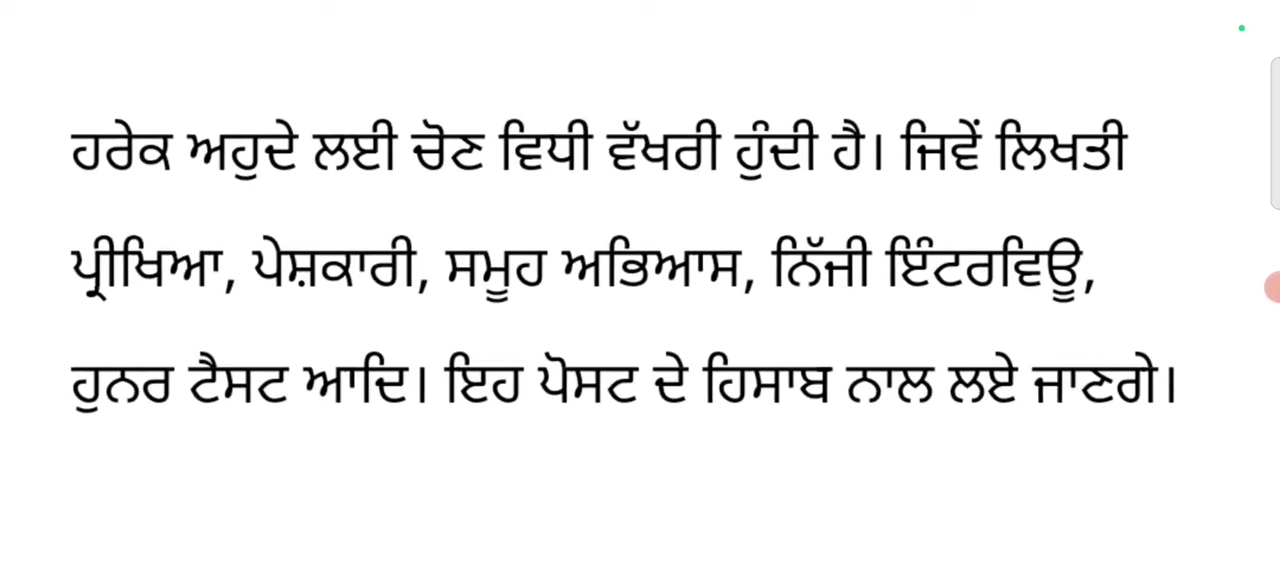 ਹਰੇਕ ਅਹੁਦੇ ਲਈ ਚੋਣ ਵਿਧੀ ਵੱਖਰੀ ਹੁੰਦੀ ਹੈ। ਜਿਵੇਂ ਲਿਖਤੀ
ਪ੍ਰੀਖਿਆ, ਪੇਸ਼ਕਾਰੀ, ਸਮੂਹ ਅਭਿਆਸ, ਨਿੱਜੀ ਇੰਟਰਵਿਊ,
ਹੁਨਰ ਟੈਸਟ ਆਦਿ। ਇਹ ਪੋਸਟ ਦੇ ਹਿਸਾਬ ਨਾਲ ਲਏ ਜਾਣਗੇ।